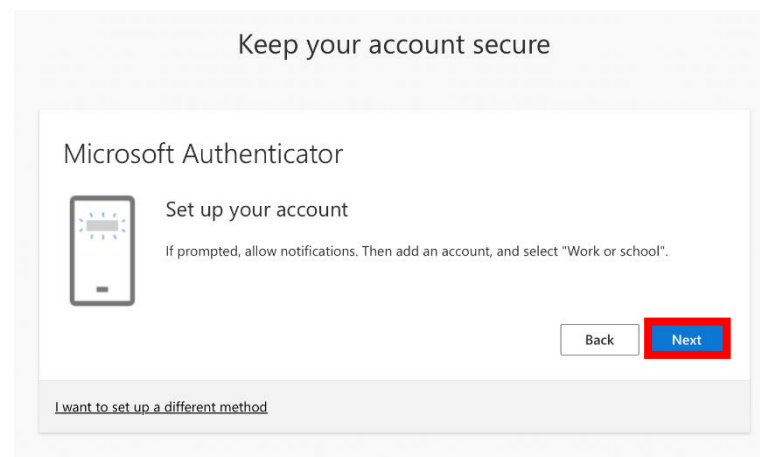 Keep your account secure
Microsoft Authenticator
Set up your account
If prompted, allow notifications. Then add an account, and select "Work or school".
Back
Next
I want to set up a different method